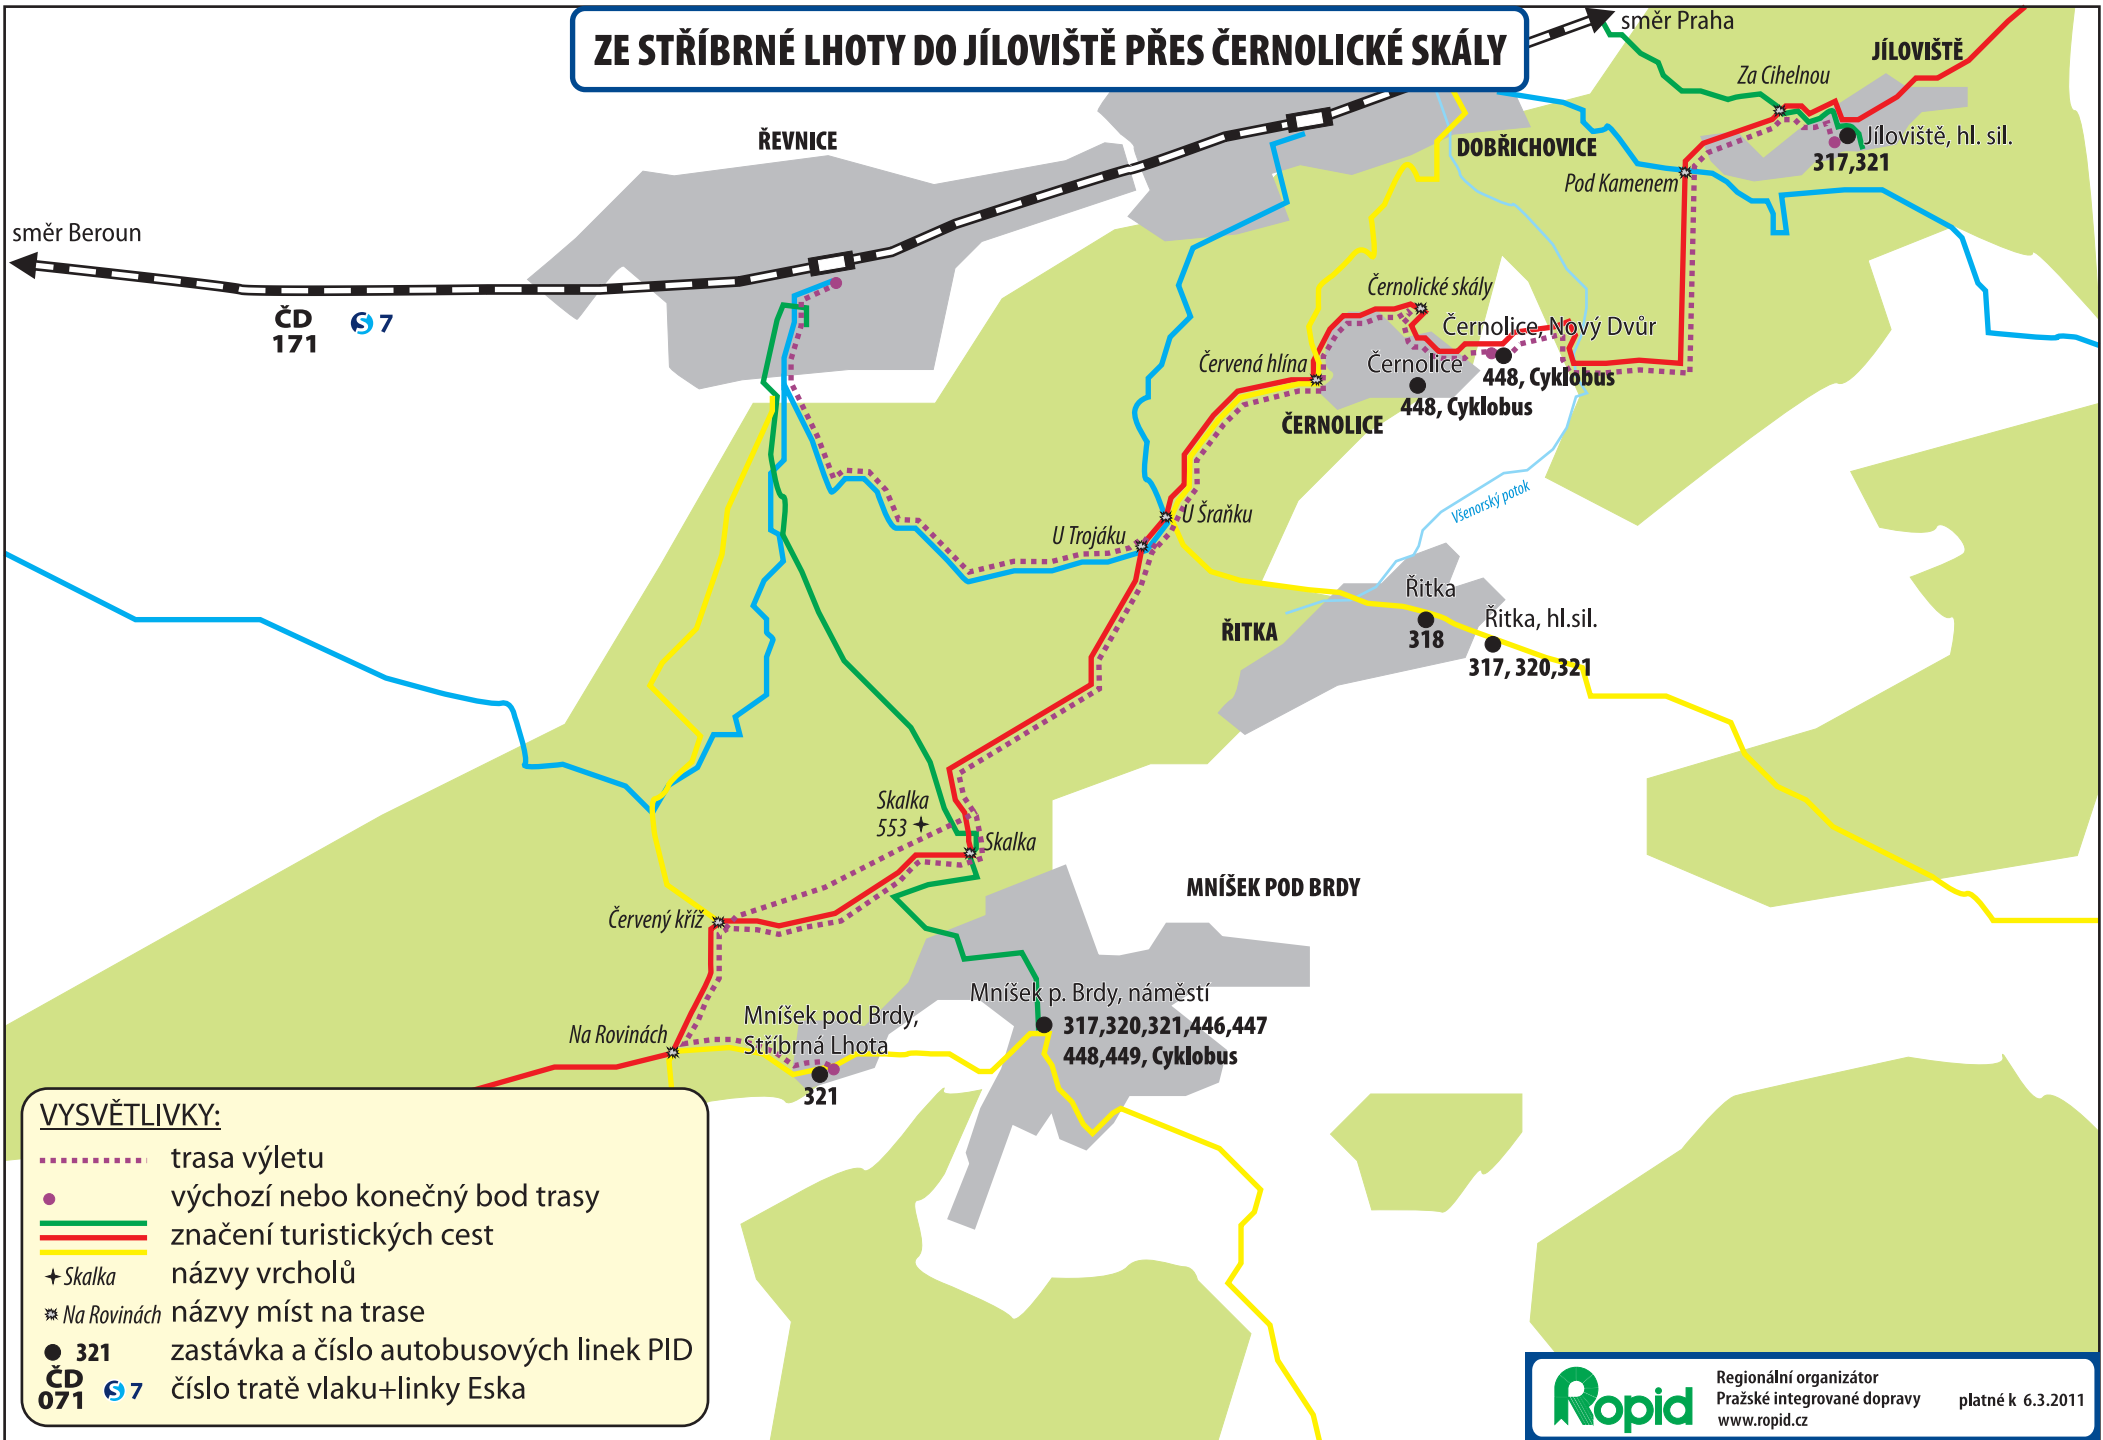 ZE STŘÍBRNÉ LHOTY DO JÍLOVIŠTĚ PŘES ČERNOLICKÉ SKÁLY
směr Praha
JÍLOVIŠTĚ
Za Cihelnou
ŘEVNICE
DOBŘICHOVICE
Jíloviště, hl. sil.
317,321
Pod Kamenem
směr Beroun
ČD
171
S 7
Černolické skály
Černolice, Nový Dvůr
448, Cyklobus
Červená hlína
Černolice
448, Cyklobus
ČERNOLICE
Všenorský potok
U Šraňku
U Trojáku
Řitka
318
Řitka, hl.sil.
317, 320,321
ŘITKA
Skalka
553
Skalka
MNÍŠEK POD BRDY
Červený kříž
Mníšek p. Brdy, náměstí
317,320,321,446,447
448,449, Cyklobus
Mníšek pod Brdy,
Stříbrná Lhota
321
Na Rovinách
VYSVĚTLIVKY:
trasa výletu
výchozí nebo konečný bod trasy
značení turistických cest
Skalka názvy vrcholů
Na Rovinách názvy míst na trase
321 zastávka a číslo autobusových linek PID
ČD
071 S 7 číslo tratě vlaku+linky Eska
Ropid
Regionální organizátor
Pražské integrované dopravy
www.ropid.cz
platné k 6.3.2011